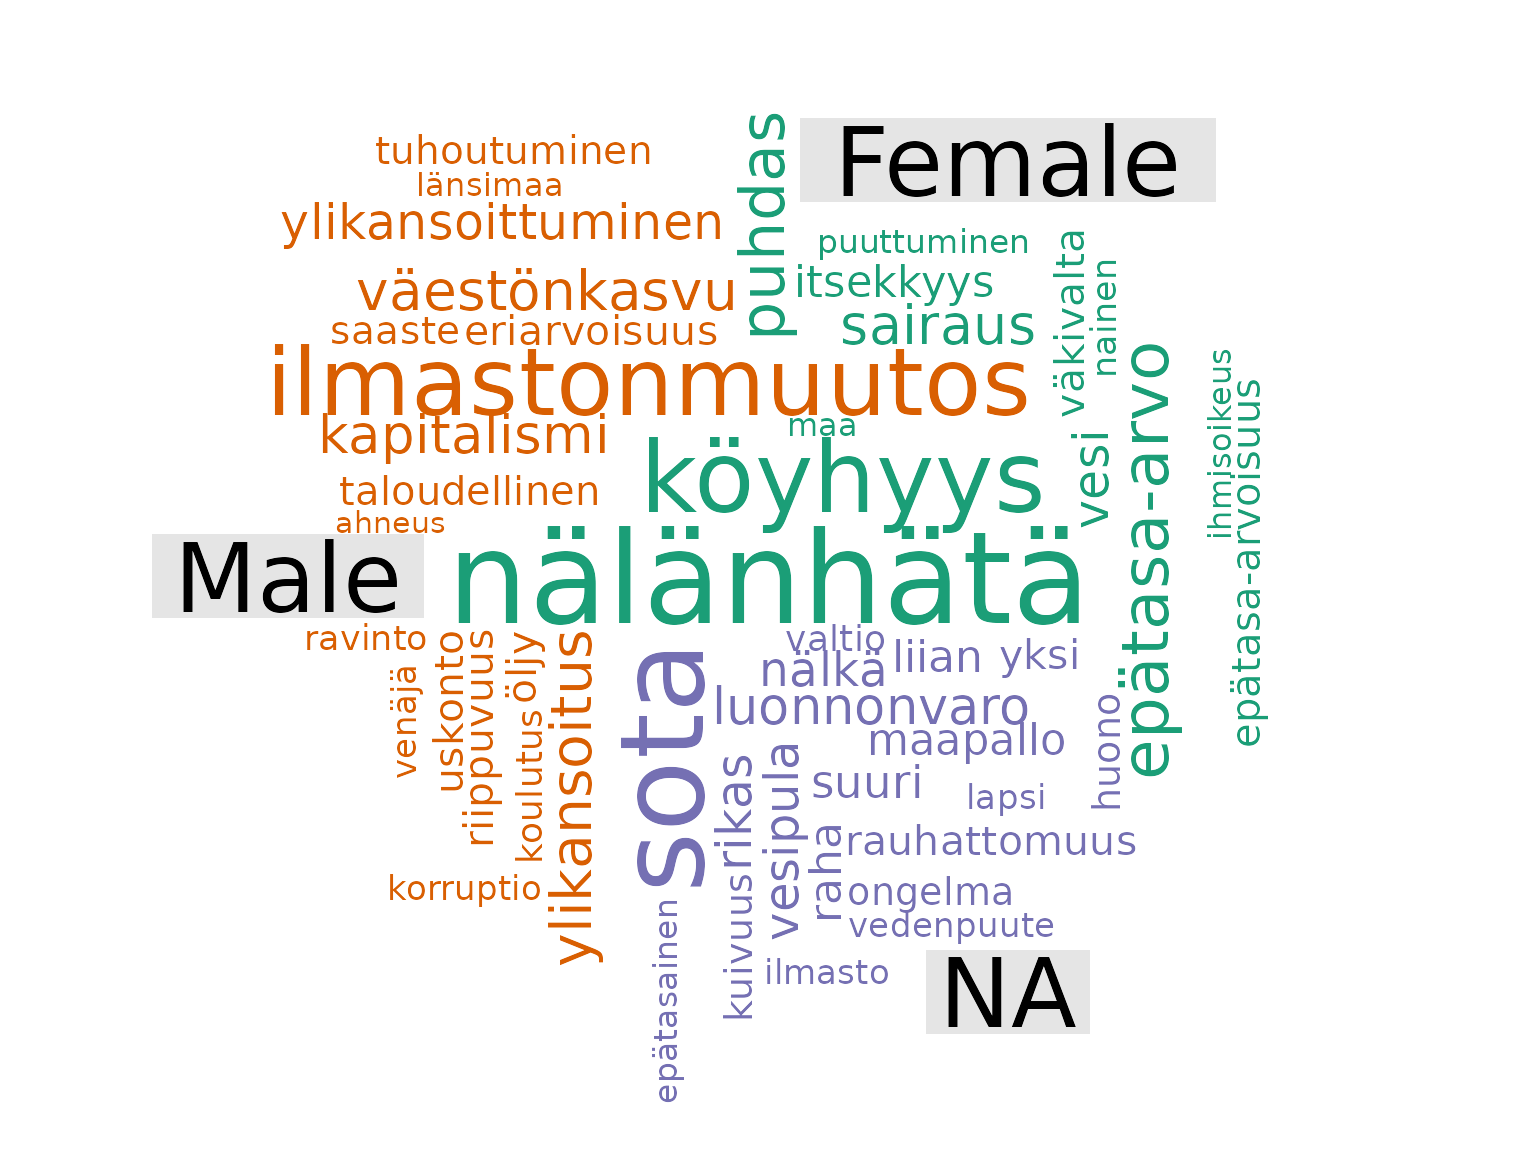 Female
tuhoutuminen
länsimaa
ylikansoittuminen
puhdas
puuttuminen
väkivalta
nainen
väestönkasvu
itsekkyys
saaste
eriarvoisuus
sairaus
ilmastonmuutos
epätasa-arvo
ihmisoikeus
epätasa-arvoisuus
kapitalismi
maa
köyhyys
vesi
taloudellinen
ahneus
Male
nälänhätä
ravinto
venäjä
uskonto
riippuvuus
öljy
koulutus
ylikansoitus
korruptio
sota
valtio
nälkä
liian
yksi
luonnonvaro
maapallo
huono
suuri
lapsi
rikas
vesipula
raha
rauhattomuus
ongelma
vedenpuute
kuivuus
ilmasto
epätasainen
NA